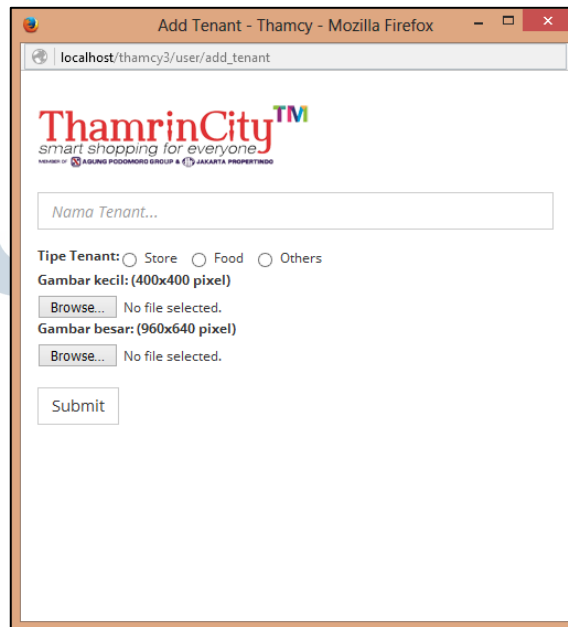 Add Tenant - Thamcy - Mozilla Firefox
localhost/thamcy3/user/add_tenant
ThamrinCity™
smart shopping for everyone
MEMBER OF AGUNG PODOMORO GROUP & JAKARTA PROPERTINDO
Nama Tenant...
Tipe Tenant: Store Food Others
Gambar kecil: (400x400 pixel)
Browse... No file selected.
Gambar besar: (960x640 pixel)
Browse... No file selected.
Submit